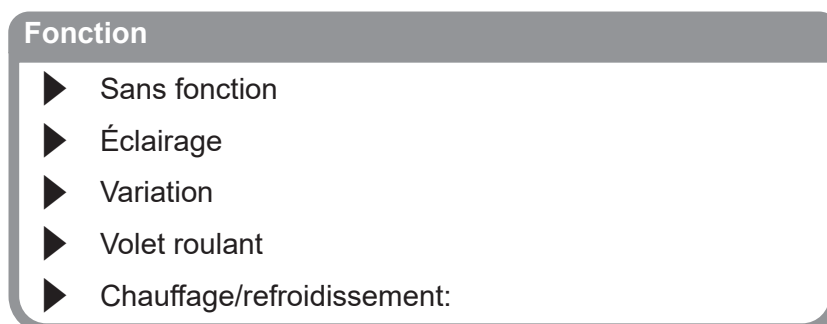 Fonction
Sans fonction
Éclairage
Variation
Volet roulant
Chauffage/refroidissement: